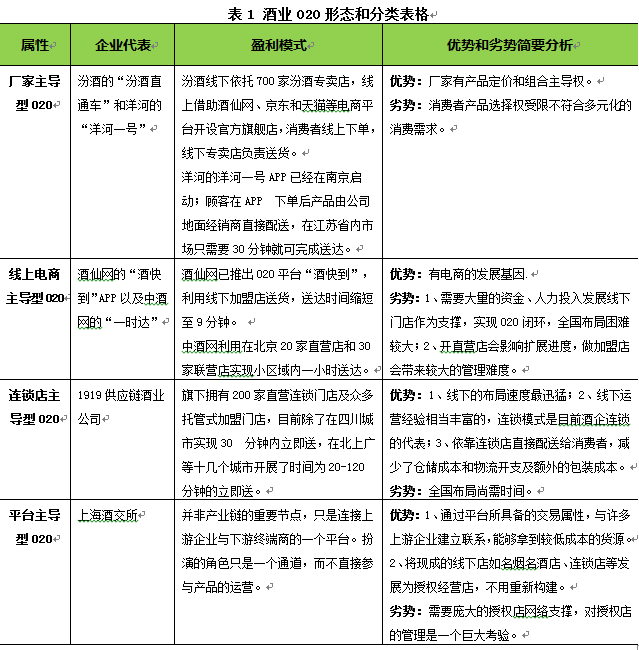 表 1 酒业 O2O 形态和分类表格
属性
企业代表
盈利模式
优势和劣势简要分析
厂家主导
型 O2O
汾酒的“汾酒直
通车”和洋河的
“洋河一号”
汾酒线下依托 700 家汾酒专卖店，线
上借助酒仙网、京东和天猫等电商平
台开设官方旗舰店，消费者线上下单，
线下专卖店负责送货。
洋河的洋河一号 APP 已经在南京启
动；顾客在 APP 下单后产品由公司
地面经销商直接配送，在江苏省内市
场只需要 30 分钟就可完成送达。
优势：厂家有产品定价和组合主导权。
劣势：消费者产品选择权受限不符合多元化的
消费需求。
线上电商
主导型 O2O
酒仙网的“酒快
到”APP 以及中酒
网的“一时达”
酒仙网已推出 O2O 平台“酒快到”，
利用线下加盟店送货，送达时间缩短
至 9 分钟。
中酒网利用在北京 20 家直营店和 30
家联营店实现小区域内一小时送达。
优势：有电商的发展基因.
劣势：1、需要大量的资金、人力投入发展线下
门店作为支撑，实现 O2O 闭环，全国布局困难
较大；2、开直营店会影响扩展进度，做加盟店
会带来较大的管理难度。
连锁店主
导型 O2O
1919 供应链酒业
公司
旗下拥有 200 家直营连锁门店及众多
托管式加盟门店，目前除了在四川城
市实现 30 分钟内立即送，在北上广
等十几个城市开展了时间为 20-120
分钟的立即送。
优势：1、线下的布局速度最迅猛；2、线下运
营经验相当丰富的，连锁模式是目前酒企连锁
的代表；3、依靠连锁店直接配送给消费者，减
少了仓储成本和物流开支及额外的包装成本。
劣势：全国布局尚需时间。
平台主导
型 O2O
上海酒交所
并非产业链的重要节点，只是连接上
游企业与下游终端商的一个平台。扮
演的角色只是一个通道，而不直接参
与产品的运营。
优势：1、通过平台所具备的交易属性，与许多
上游企业建立联系，能够拿到较低成本的货源。
2、将现成的线下店如名烟名酒店、连锁店等发
展为授权经营店，不用重新构建。
劣势：需要庞大的授权店网络支撑，对授权店
的管理是一个巨大考验。